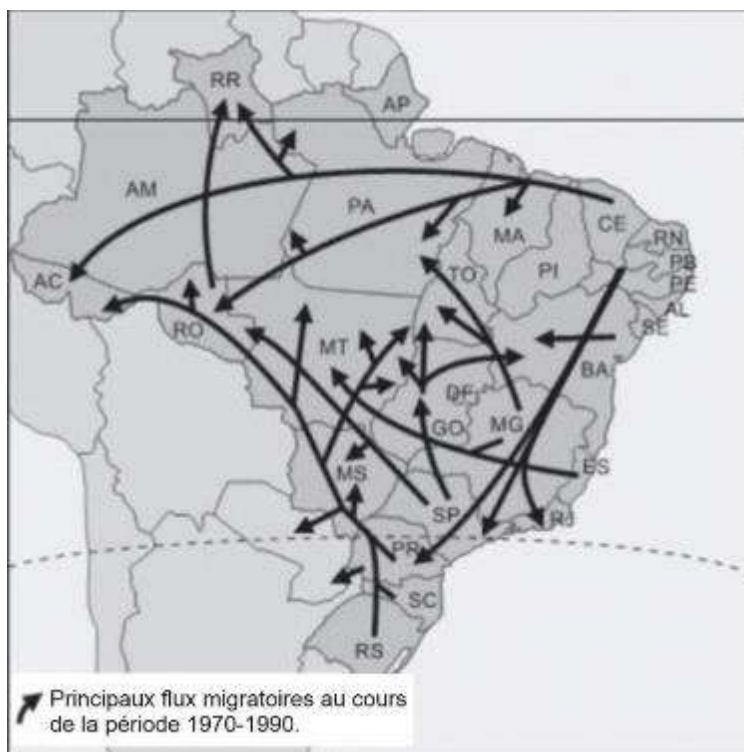 RR
AP
AM
PA
CE
MA
RN
PB
PI
TO
PE
AC
AL
SE
RO
MT
BA
DF
GO
MG
MS
ES
SP
RJ
PR
SC
RS
Principaux flux migratoires au cours
de la période 1970-1990.